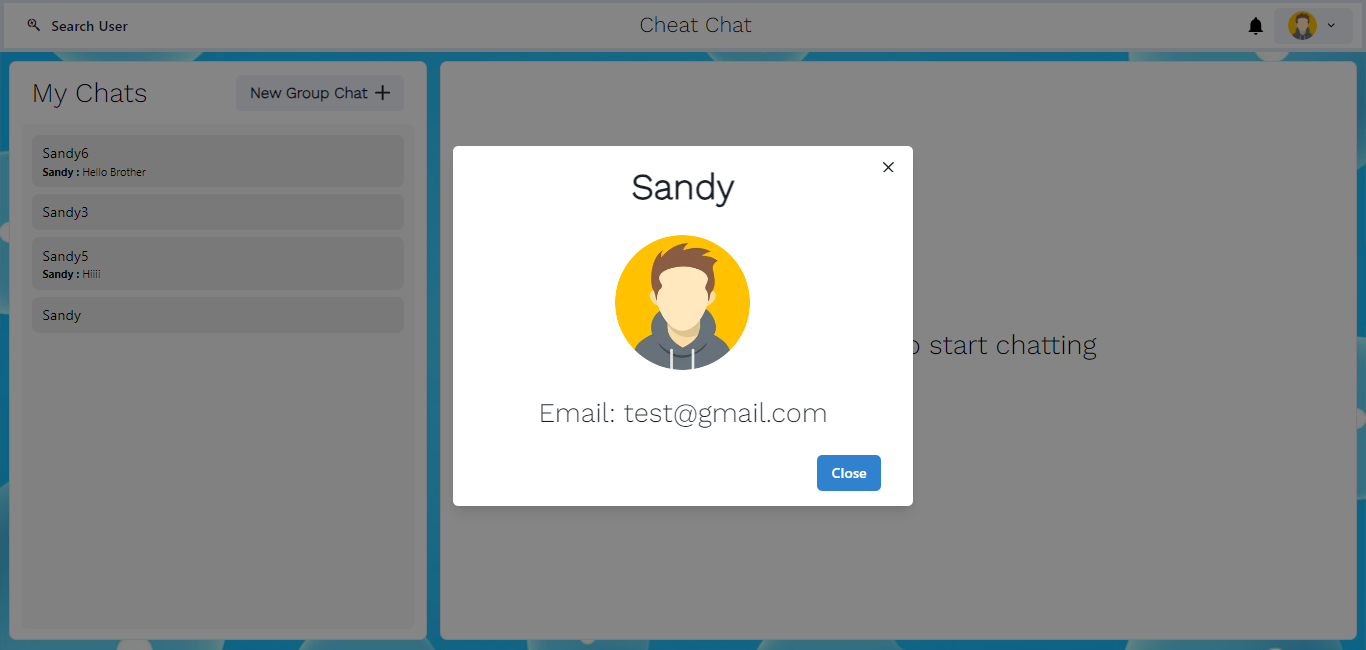 Search User
Cheat Chat
My Chats
New Group Chat
Sandy6
Sandy : Hello Brother
Sandy3
Sandy5
Sandy : Hiiii
Sandy
Sandy
Email: test@gmail.com
Close
start chatting